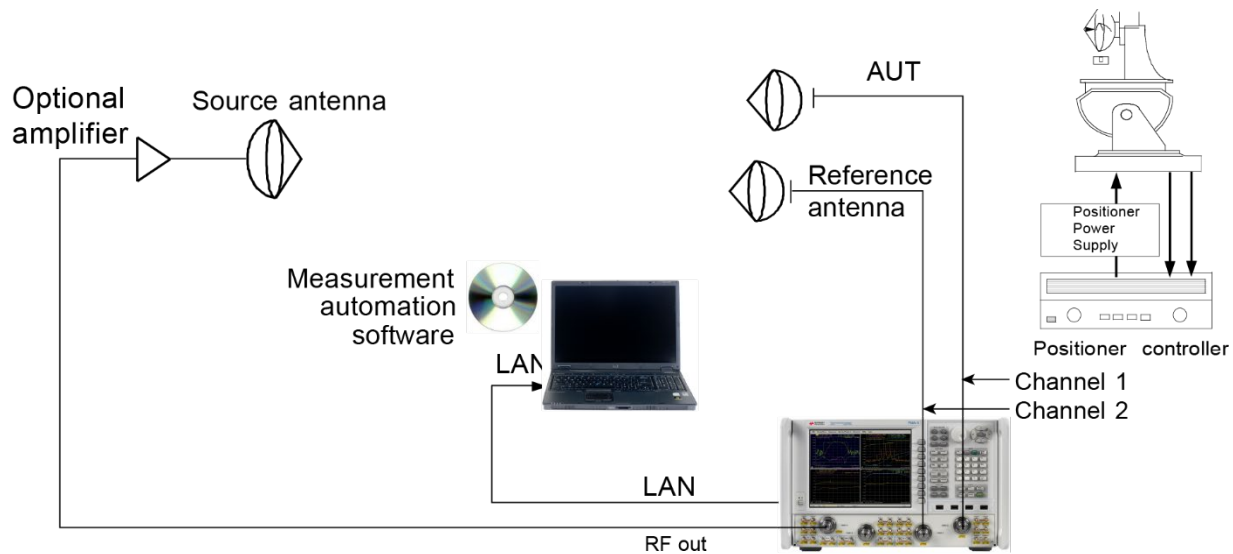 Optional
amplifier
Source antenna
AUT
Reference
antenna
Positioner
Power
Supply
Measurement
automation
software
LAN
Positioner controller
Channel 1
Channel 2
LAN
RF out